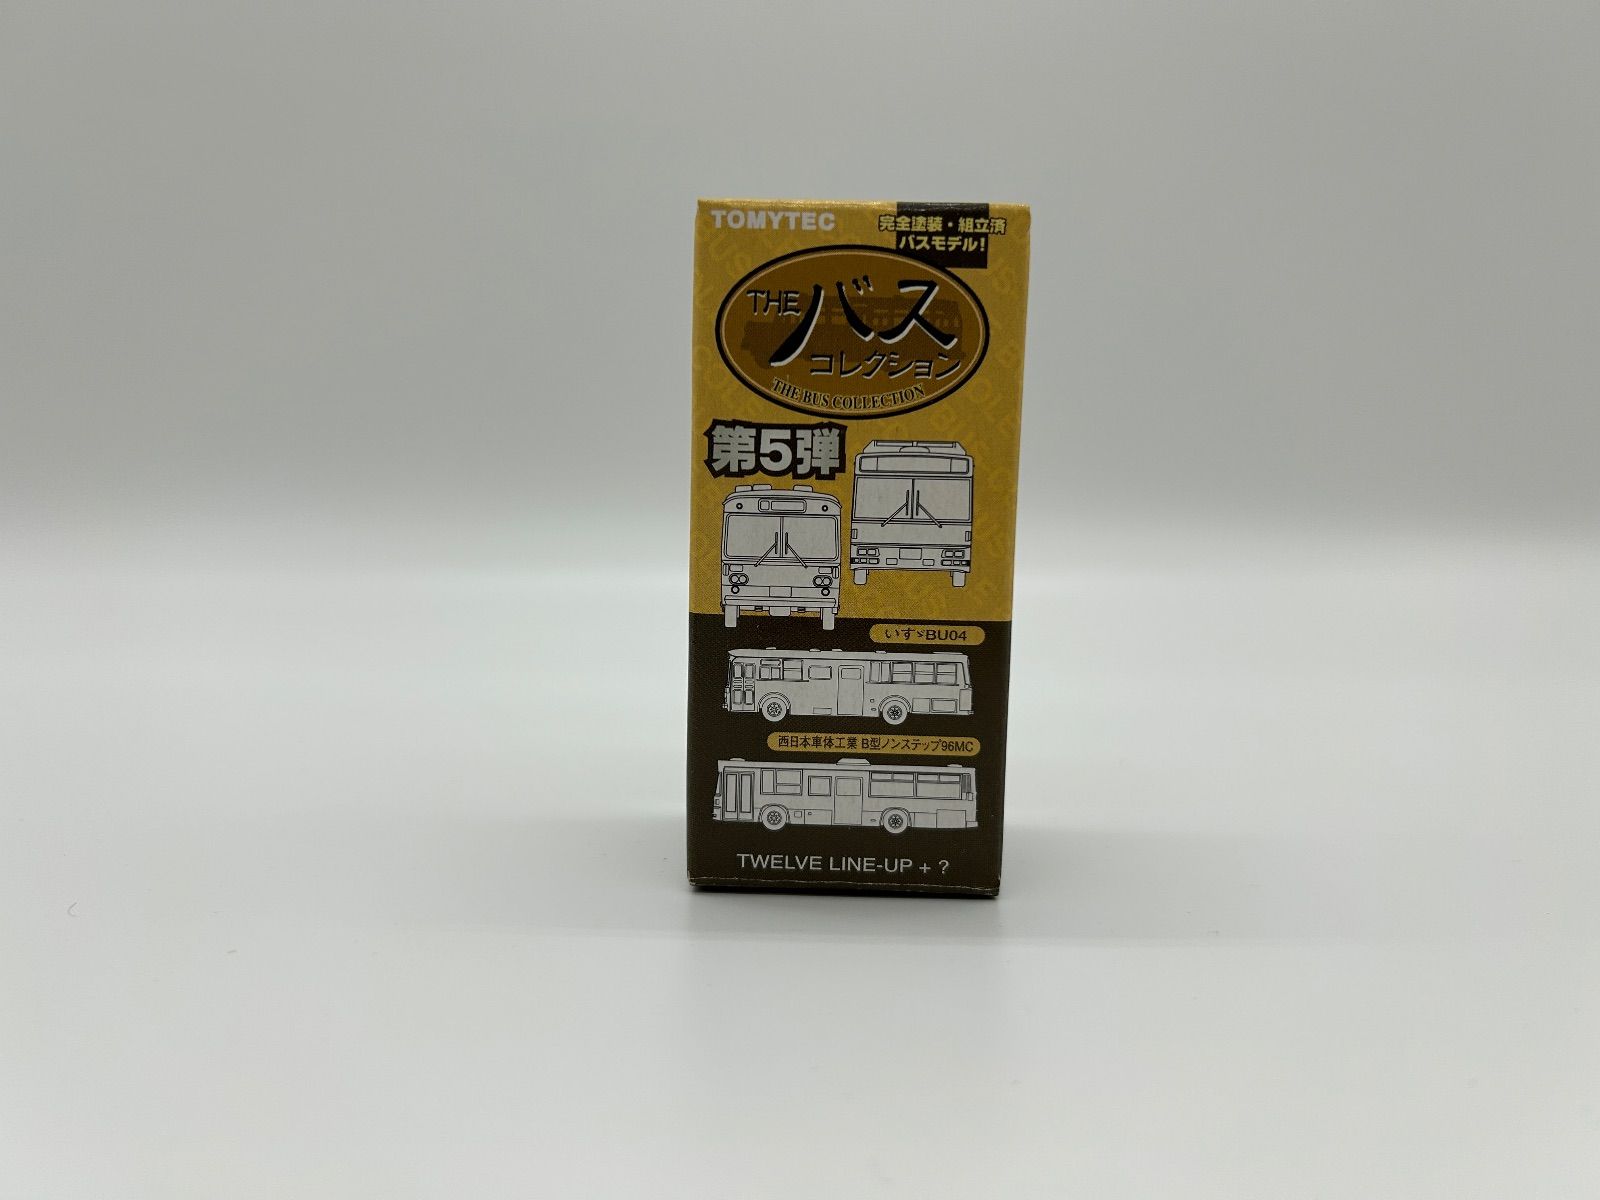 TOMYTEC
完全塗装・組立済
バスモデル!
THE バス
コレクション
THE BUS COLLECTION
第5弾
いすゞBU04
西日本車体工業 B型ノンステップ96MC
TWELVE LINE-UP + ?